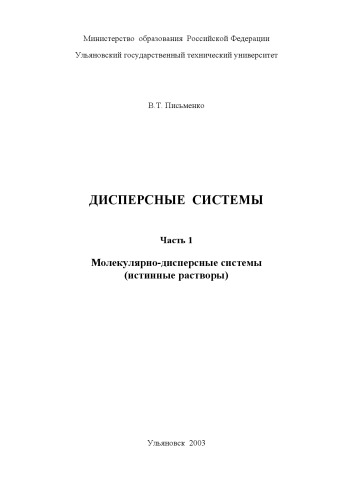 Министерство образования Российской Федерации
Ульяновский государственный технический университет
В.Т. Письменко
ДИСПЕРСНЫЕ СИСТЕМЫ
Часть 1
Молекулярно-дисперсные системы
(истинные растворы)
Ульяновск 2003